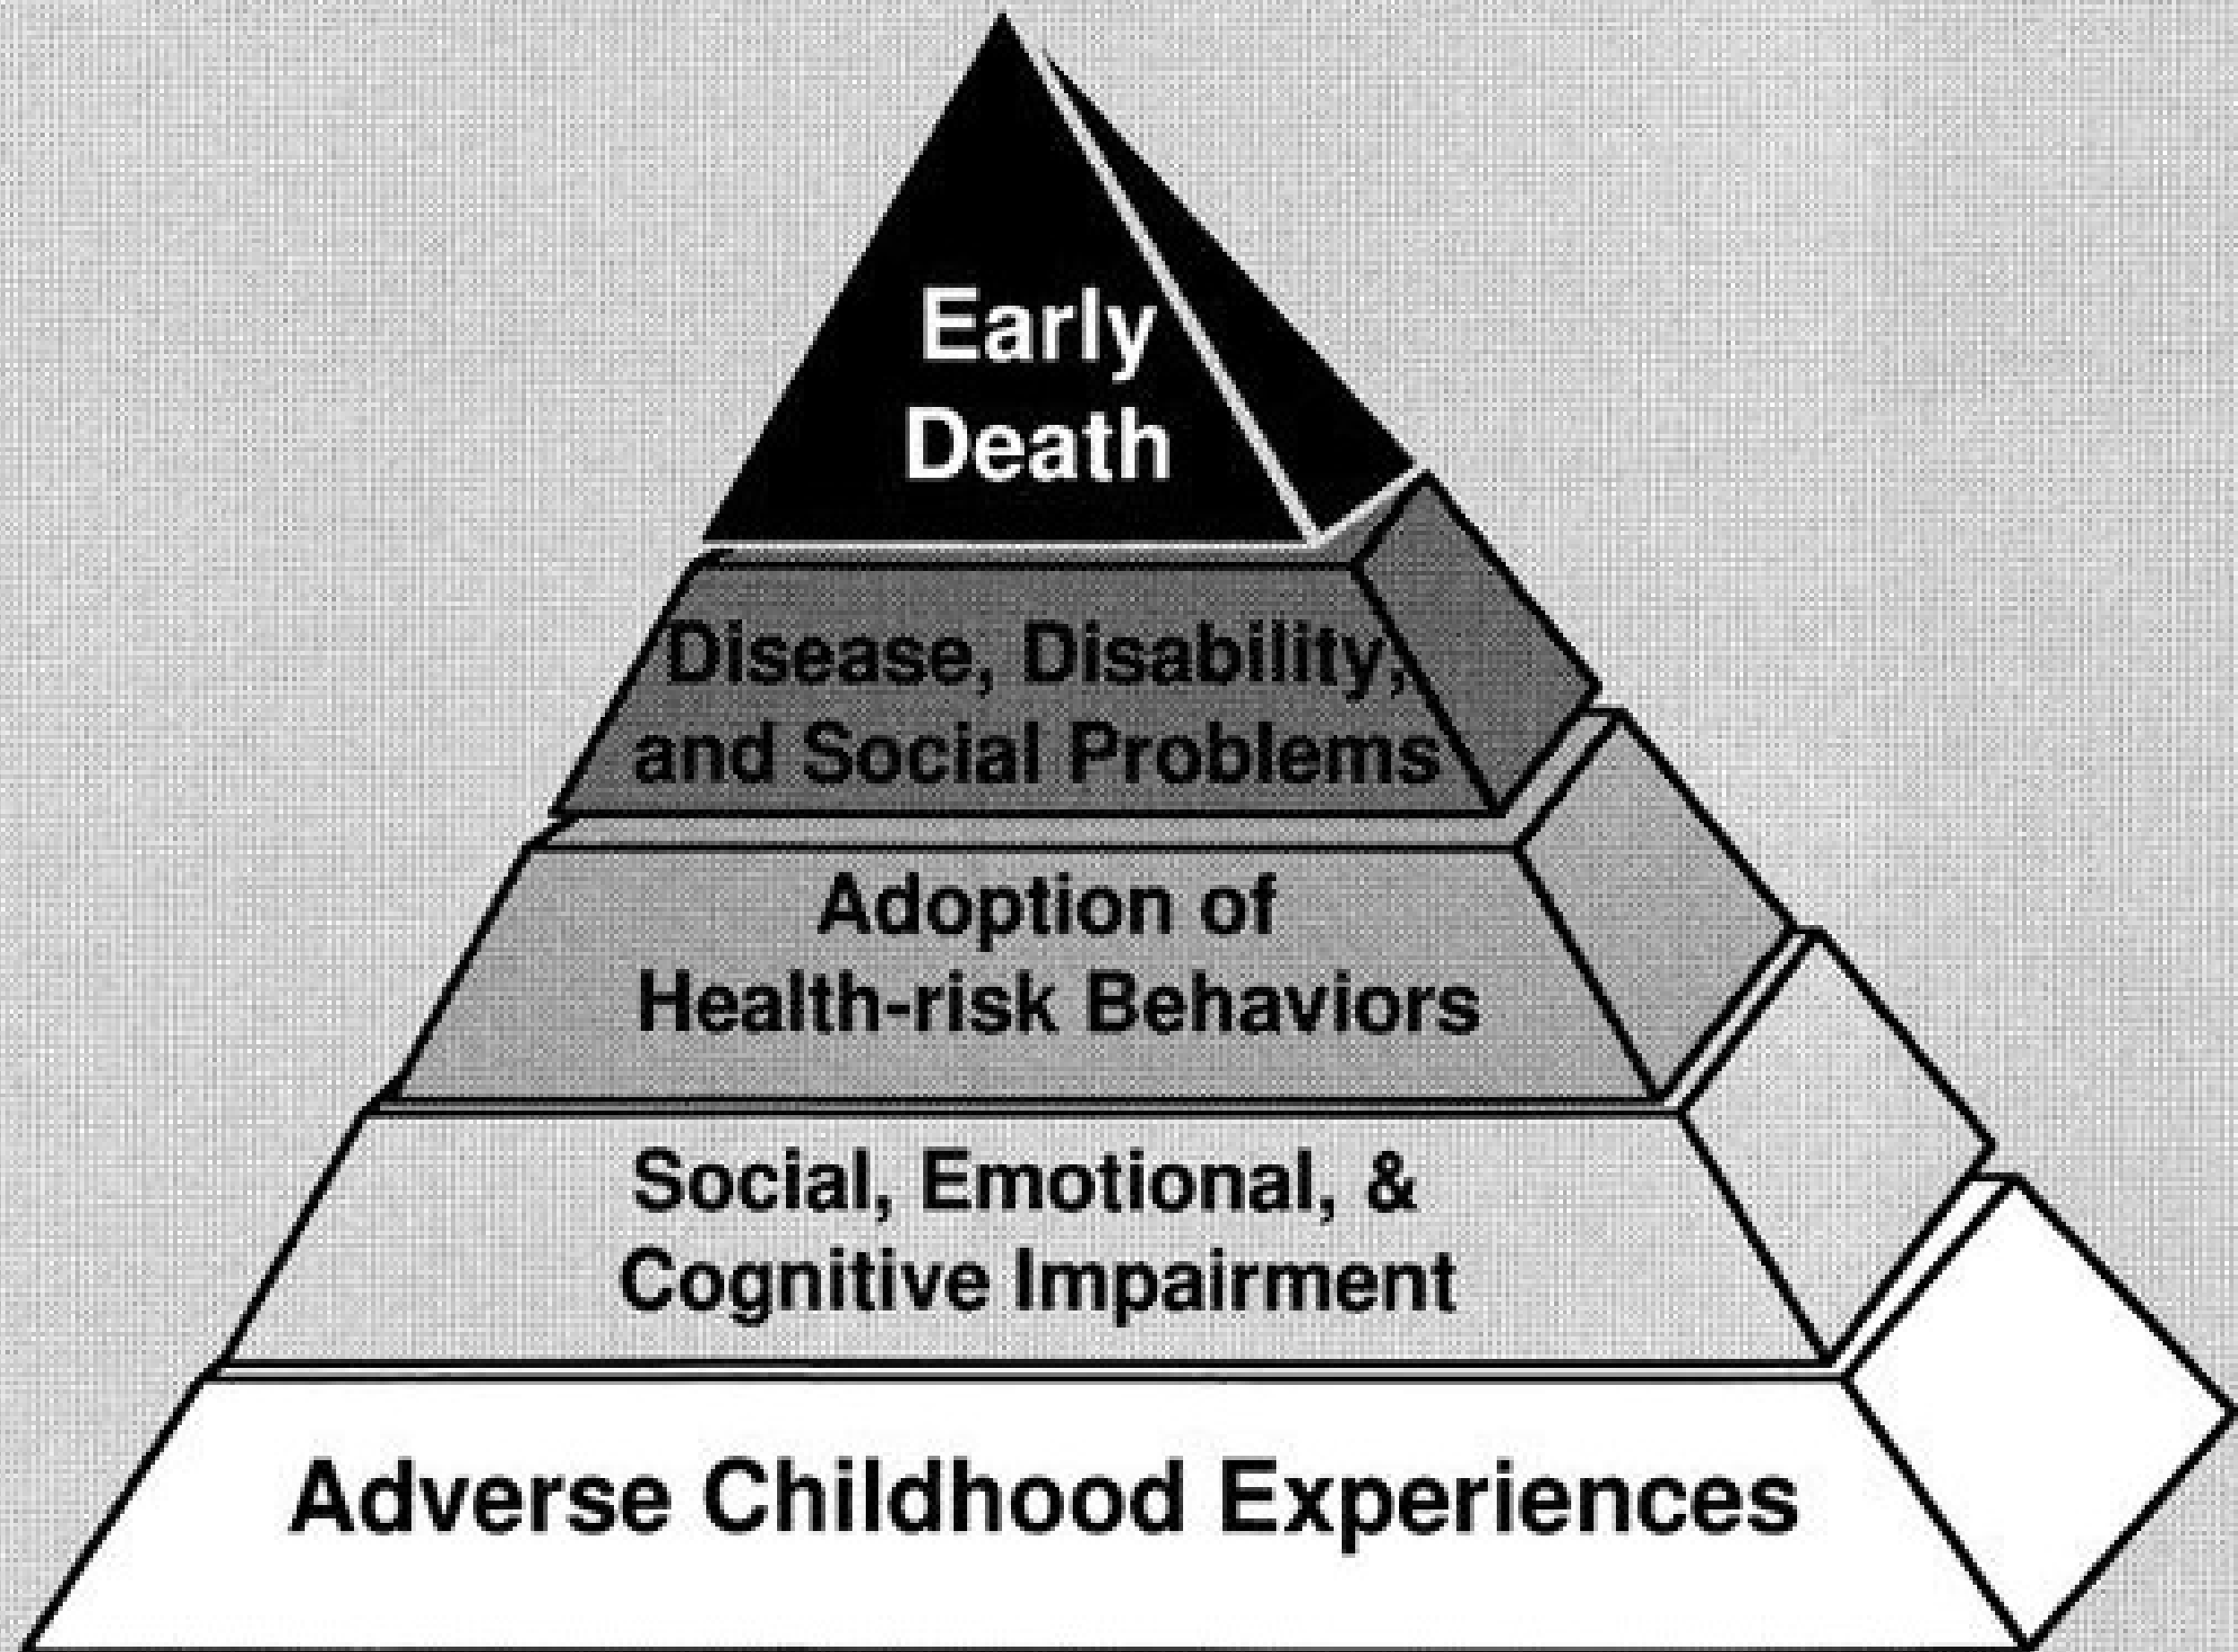 Early
Death
Disease, Disability,
and Social Problems
Adoption of
Health-risk Behaviors
Social, Emotional, &
Cognitive Impairment
Adverse Childhood Experiences